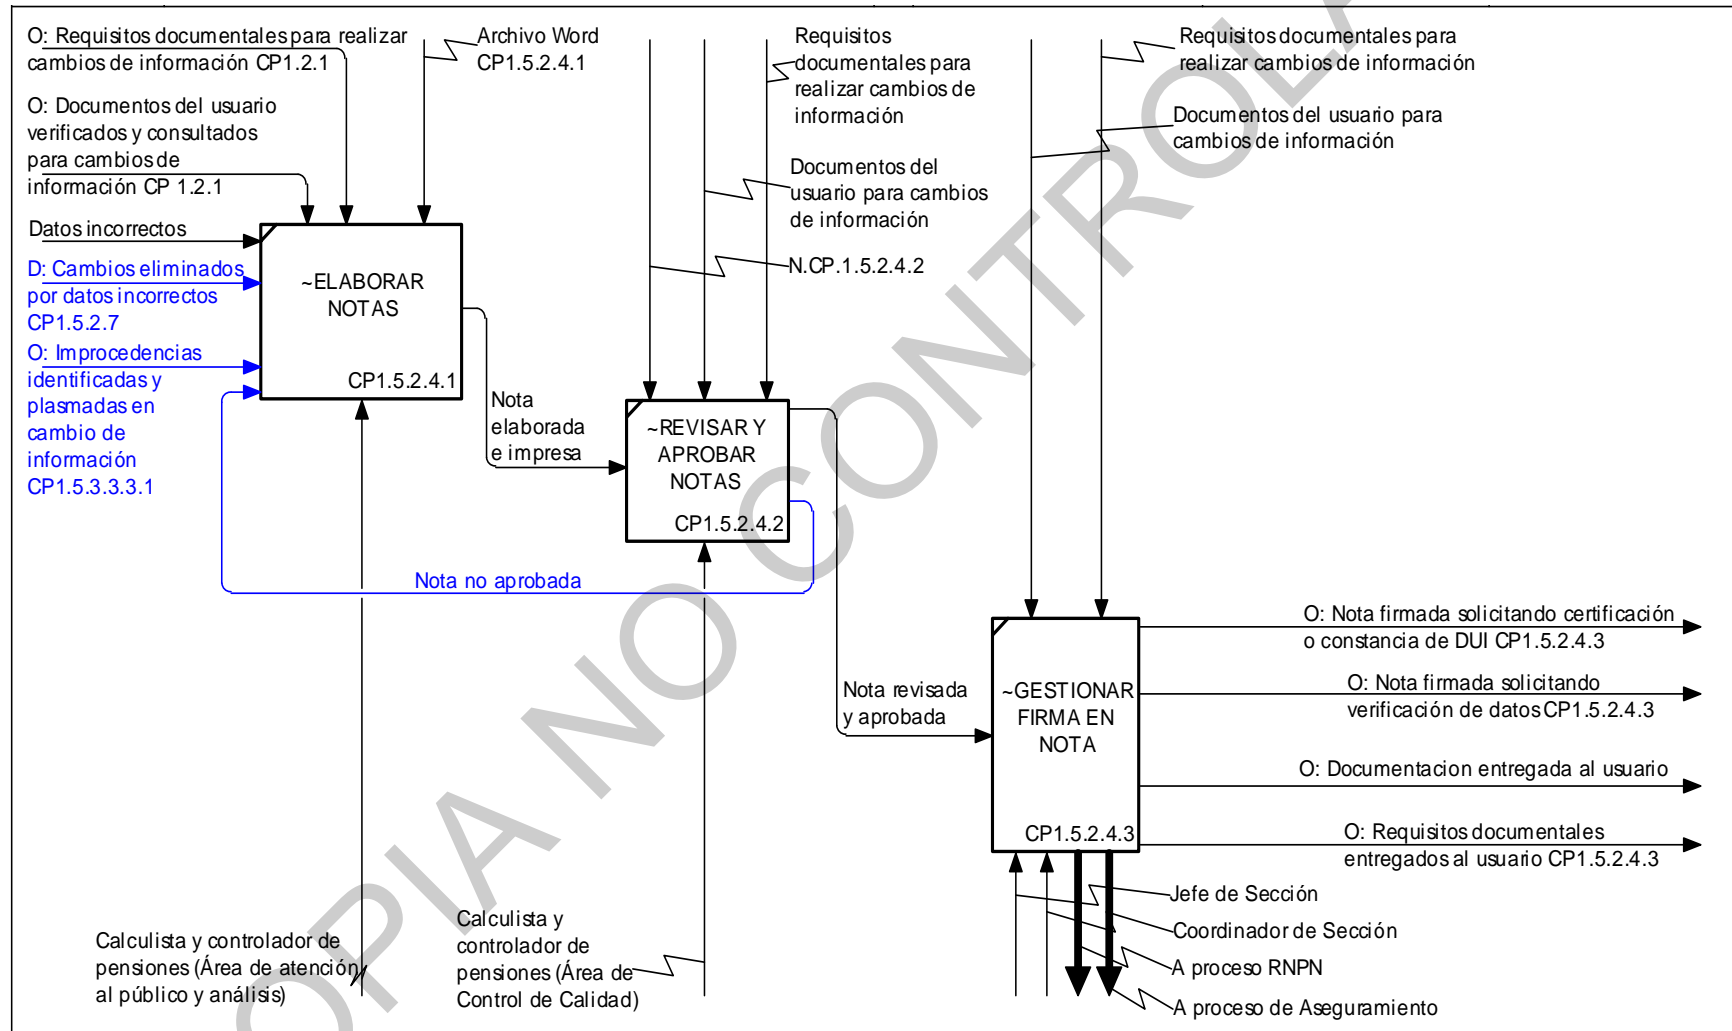 O: Requisitos documentales para realizar
cambios de información CP1.2.1
O: Documentos del usuario
verificados y consultados
para cambios de
información CP 1.2.1
Datos incorrectos
D: Cambios eliminados
por datos incorrectos
CP1.5.2.7
O: Improcedencias
identificadas y
plasmadas en
cambio de
información
CP1.5.3.3.3.1
Archivo Word
CP1.5.2.4.1
~ELABORAR
NOTAS
CP1.5.2.4.1
Nota
elaborada
e impresa
Requisitos
documentales para
realizar cambios de
información
Documentos del
usuario para cambios
de información
N.CP.1.5.2.4.2
~REVISAR Y
APROBAR
NOTAS
CP1.5.2.4.2
Nota no aprobada
Requisitos documentales para
realizar cambios de información
Documentos del usuario para
cambios de información
Nota revisada
y aprobada
~GESTIONAR
FIRMA EN
NOTA
CP1.5.2.4.3
O: Nota firmada solicitando certificación
o constancia de DUI CP1.5.2.4.3
O: Nota firmada solicitando
verificación de datos CP1.5.2.4.3
O: Documentacion entregada al usuario
O: Requisitos documentales
entregados al usuario CP1.5.2.4.3
Jefe de Sección
Coordinador de Sección
A proceso RNPN
A proceso de Aseguramiento
Calculista y controlador de
pensiones (Área de atención
al público y análisis)
Calculista y
controlador de
pensiones (Área de
Control de Calidad)
OPIA NO CONTROLA